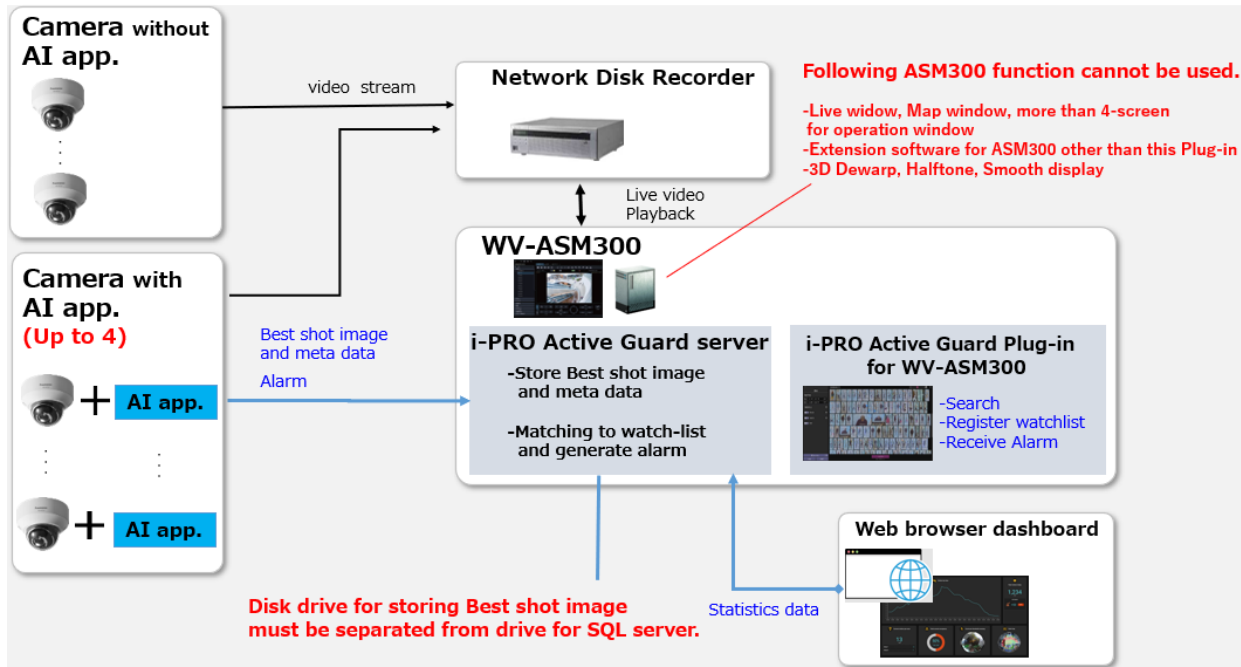 Camera without
AI app.
video stream
Network Disk Recorder
Following ASM300 function cannot be used.
-Live widow, Map window, more than 4-screen
for operation window
-Extension software for ASM300 other than this Plug-in
-3D Dewarp, Halftone, Smooth display
Live video
Playback
WV-ASM300
Camera with
AI app.
(Up to 4)
Best shot image
and meta data
Alarm
AI app.
AI app.
i-PRO Active Guard server
-Store Best shot image
and meta data
-Matching to watch-list
and generate alarm
i-PRO Active Guard Plug-in
for WV-ASM300
-Search
-Register watchlist
-Receive Alarm
Disk drive for storing Best shot image
must be separated from drive for SQL server.
Statistics data
Web browser dashboard
1234